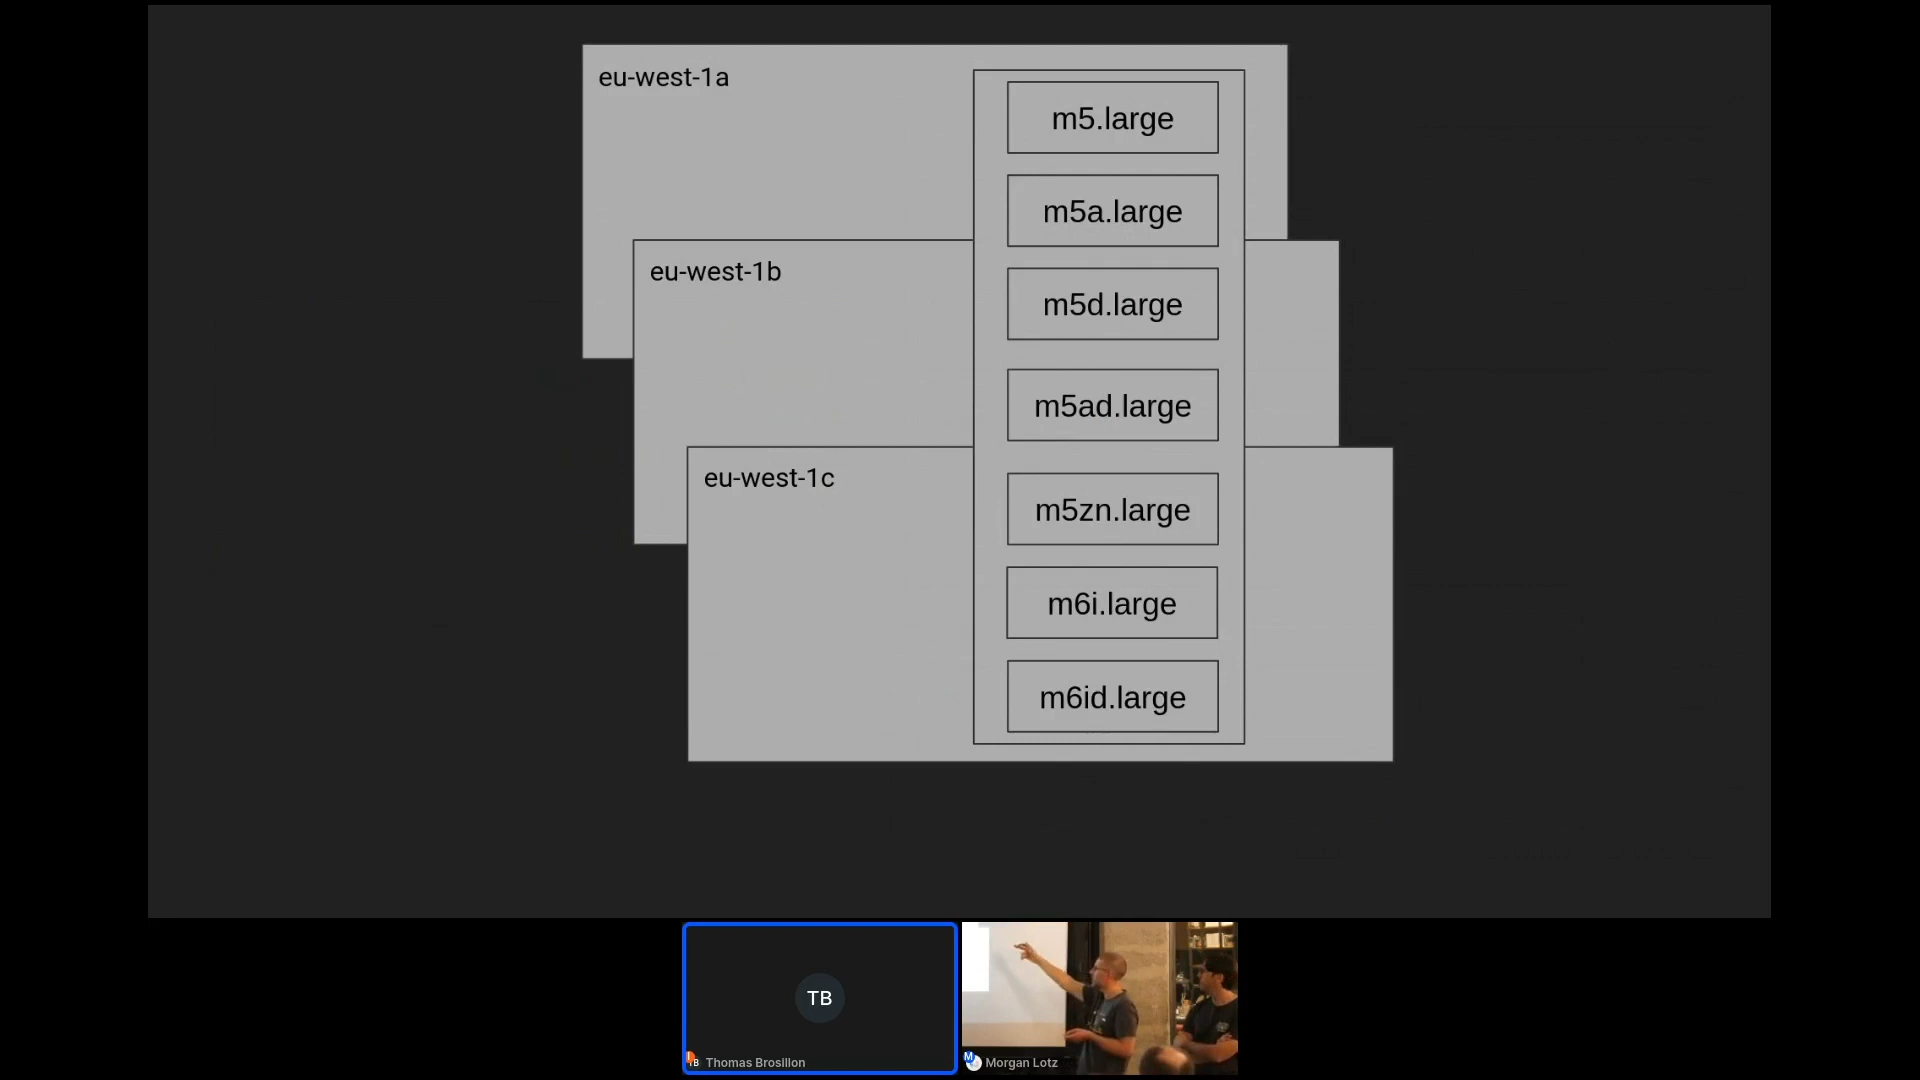 eu-west-1a
m5.large
m5a.large
eu-west-1b
m5d.large
m5ad.large
eu-west-1c
m5zn.large
m6i.large
m6id.large
TB
TB
Thomas Brosillon
M
Morgan Lotz